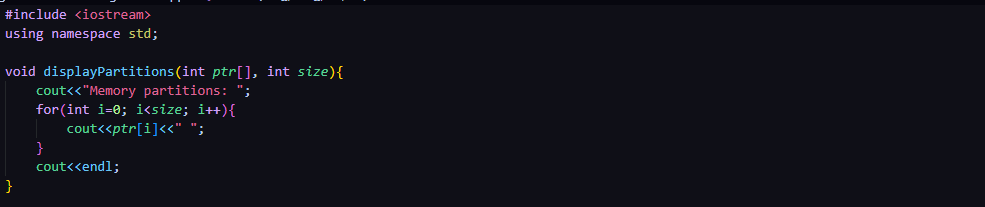 #include <iostream>
using namespace std;

void displayPartitions(int ptr[], int size){
    cout<<"Memory partitions: ";
    for(int i=0; i<size; i++){
        cout<<ptr[i]<<" ";
    }
    cout<<endl;
}